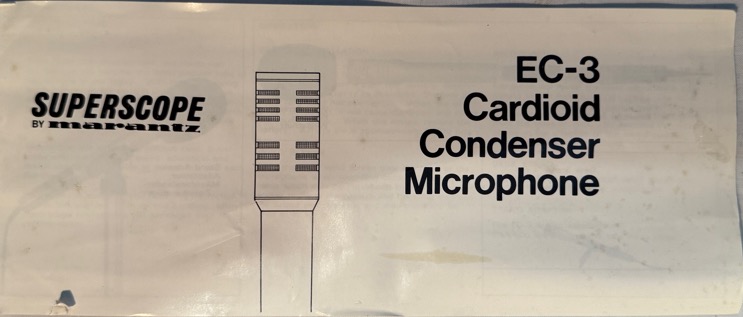 SUPERSCOPE
BY marantz
EC-3
Cardioid
Condenser
Microphone